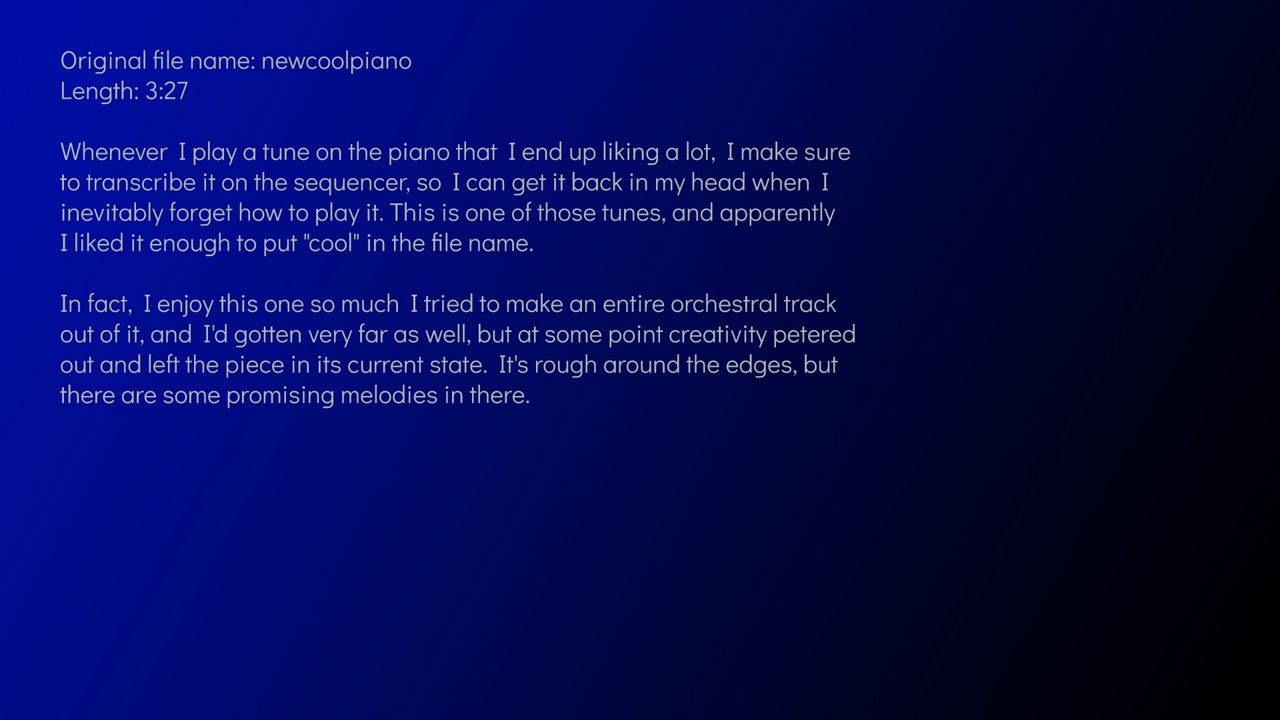 Original file name: newcoolpiano
Length: 3:27
Whenever I play a tune on the piano that I end up liking a lot, I make sure
to transcribe it on the sequencer, so I can get it back in my head when I
inevitably forget how to play it. This is one of those tunes, and apparently
I liked it enough to put "cool" in the file name.
In fact, I enjoy this one so much I tried to make an entire orchestral track
out of it, and I'd gotten very far as well, but at some point creativity petered
out and left the piece in its current state. It's rough around the edges, but
there are some promising melodies in there.